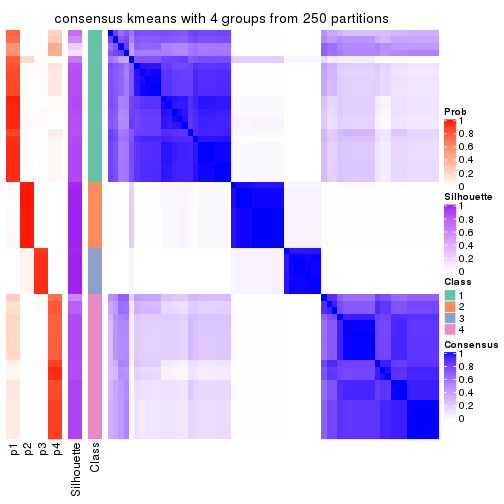 consensus kmeans with 4 groups from 250 partitions
Prob
1
0.8
0.6
0.4
0.2
0
Silhouette
1
0.8
0.6
0.4
0.2
0
Class
1
2
3
4
Consensus
1
0.8
0.6
0.4
0.2
0
p1
p2
p3
p4
Silhouette
Class